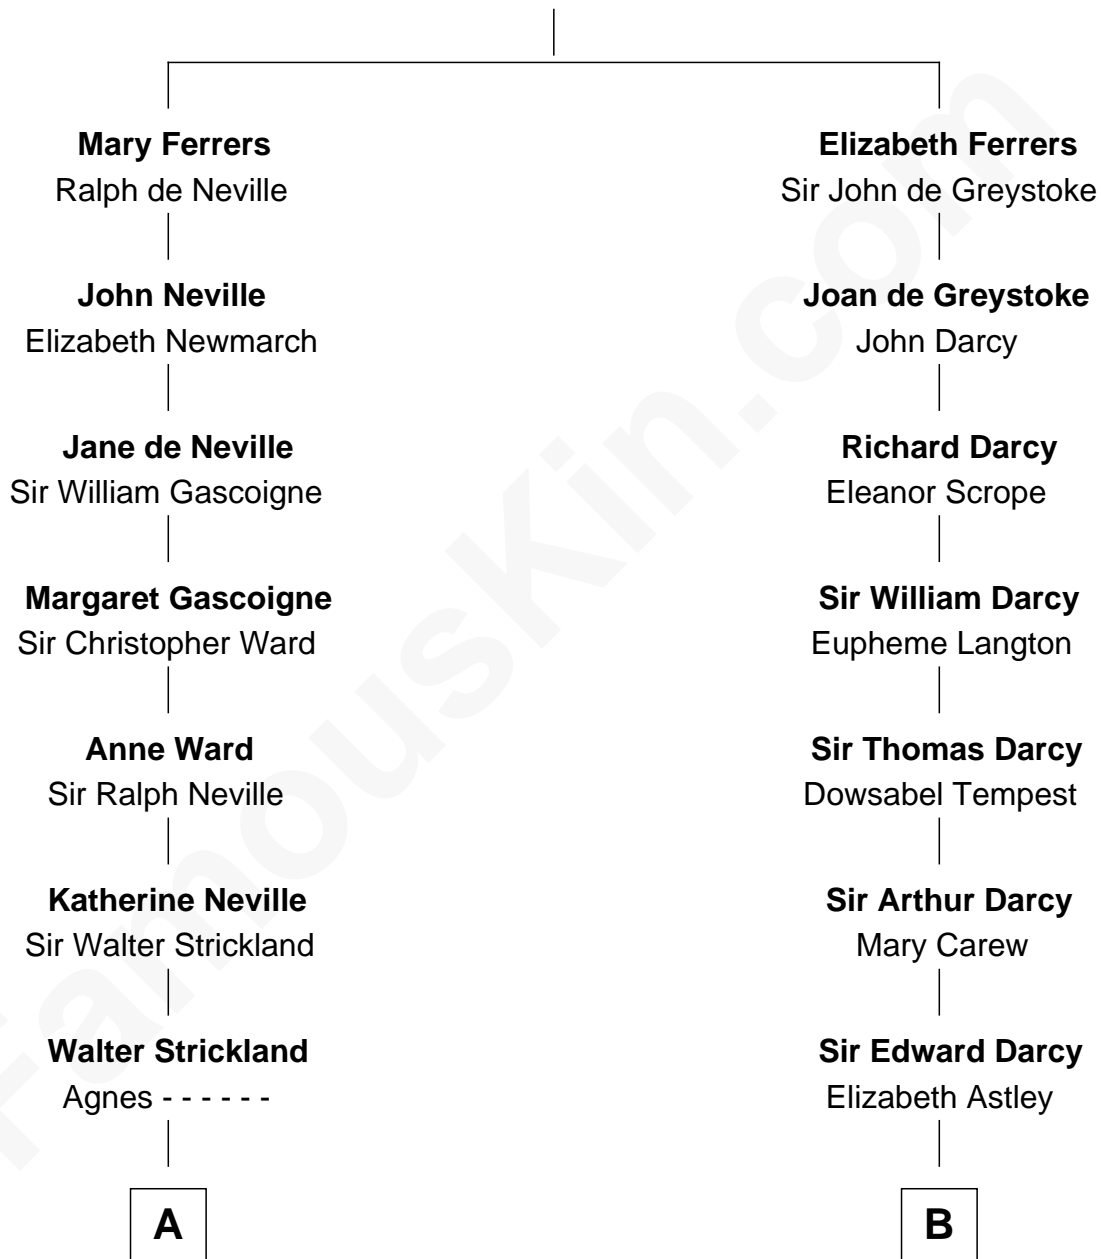 Mary Ferrers
Ralph de Neville
John Neville
Elizabeth Newmarch
Jane de Neville
Sir William Gascoigne
Margaret Gascoigne
Sir Christopher Ward
Anne Ward
Sir Ralph Neville
Katherine Neville
Sir Walter Strickland
Walter Strickland
Agnes - - - - - -
A
Elizabeth Ferrers
Sir John de Greystoke
Joan de Greystoke
John Darcy
Richard Darcy
Eleanor Scrope
Sir William Darcy
Eupheme Langton
Sir Thomas Darcy
Dowsabel Tempest
Sir Arthur Darcy
Mary Carew
Sir Edward Darcy
Elizabeth Astley
B
FamousKin.com